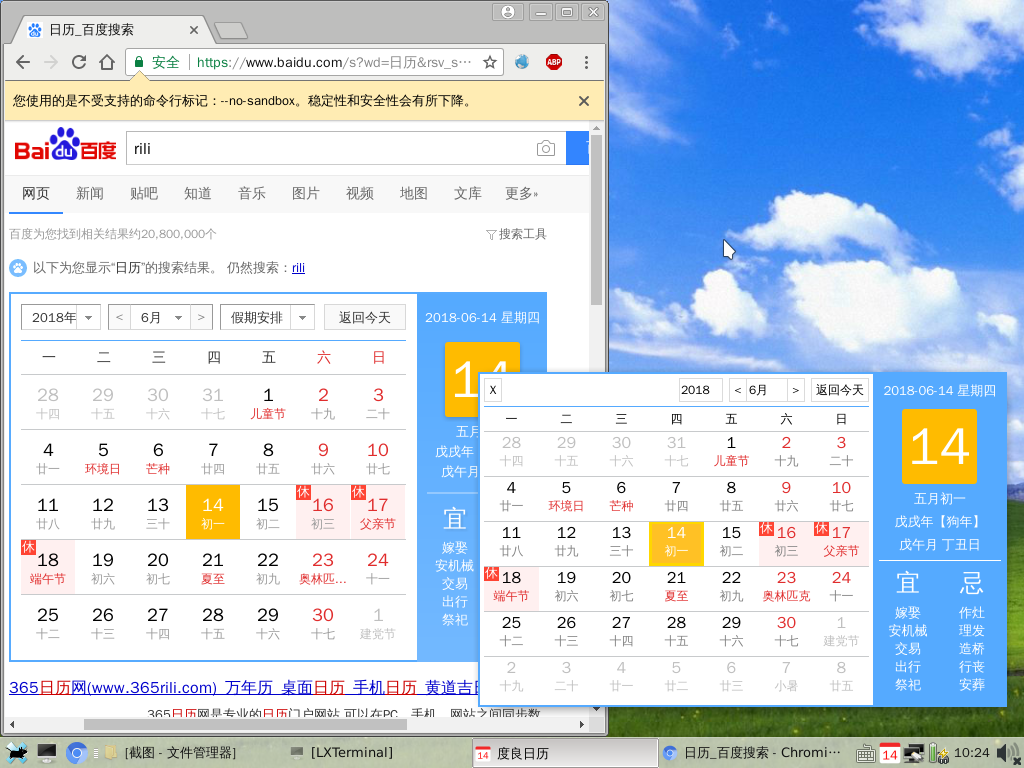 日历_百度搜索
安全 https://www.baidu.com/s?wd=日历&rsv_s···
ABP
您使用的是不受支持的命令行标记：--no-sandbox。稳定性和安全性会有所下降。
Bai du 百度
rili
网页 新闻 贴吧 知道 音乐 图片 视频 地图 文库 更多»
百度为您找到相关结果约20,800,000个
搜索工具
以下为您显示“日历”的搜索结果。 仍然搜索：rili
2018年 < 6月 > 假期安排 返回今天
一 二 三 四 五 六 日
28 29 30 31 1 2 3
十四 十五 十六 十七 儿童节 十九 二十
4 5 6 7 8 9 10
廿一 环境日 芒种 廿四 廿五 廿六 廿七
11 12 13 14 15 休 16 休 17
廿八 廿九 三十 初一 初二 初三 父亲节
休 18 19 20 21 22 23 24
端午节 初六 初七 夏至 初九 奥林匹... 十一
25 26 27 28 29 30 1
十二 十三 十四 十五 十六 十七 建党节
2018-06-14 星期四
五月
戊戌年
戊午月
宜
嫁娶
安机械
交易
出行
祭祀
365日历网(www.365rili.com)_万年历_桌面日历_手机日历_黄道吉
365日历网是专业的日历门户网站,可以在PC、手机、网站之间同步数
X 2018 < 6月 > 返回今天
一 二 三 四 五 六 日
28 29 30 31 1 2 3
十四 十五 十六 十七 儿童节 十九 二十
4 5 6 7 8 9 10
廿一 环境日 芒种 廿四 廿五 廿六 廿七
11 12 13 14 15 休 16 休 17
廿八 廿九 三十 初一 初二 初三 父亲节
休 18 19 20 21 22 23 24
端午节 初六 初七 夏至 初九 奥林匹克 十一
25 26 27 28 29 30 1
十二 十三 十四 十五 十六 十七 建党节
2 3 4 5 6 7 8
十九 二十 廿一 廿二 廿三 小暑 廿五
2018-06-14 星期四
14
五月初一
戊戌年【狗年】
戊午月 丁丑日
宜 忌
嫁娶 作灶
安机械 理发
交易 造桥
出行 行丧
祭祀 安葬
[截图 - 文件管理器] [LXTerminal] 14 度良日历 日历_百度搜索 - Chromi··· 14 10:24